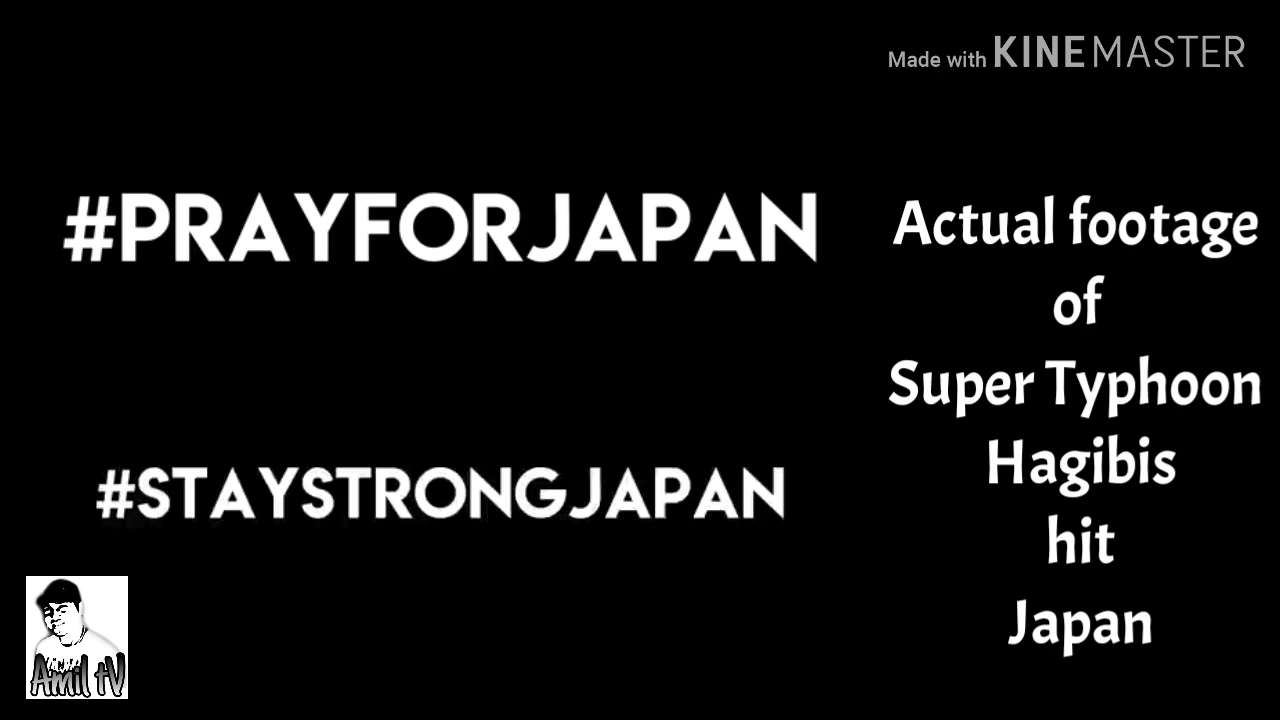 Made with KINEMASTER
#PRAYFORJAPAN
#STAYSTRONGJAPAN
Actual footage
of
Super Typhoon
Hagibis
hit
Japan
Amil tV